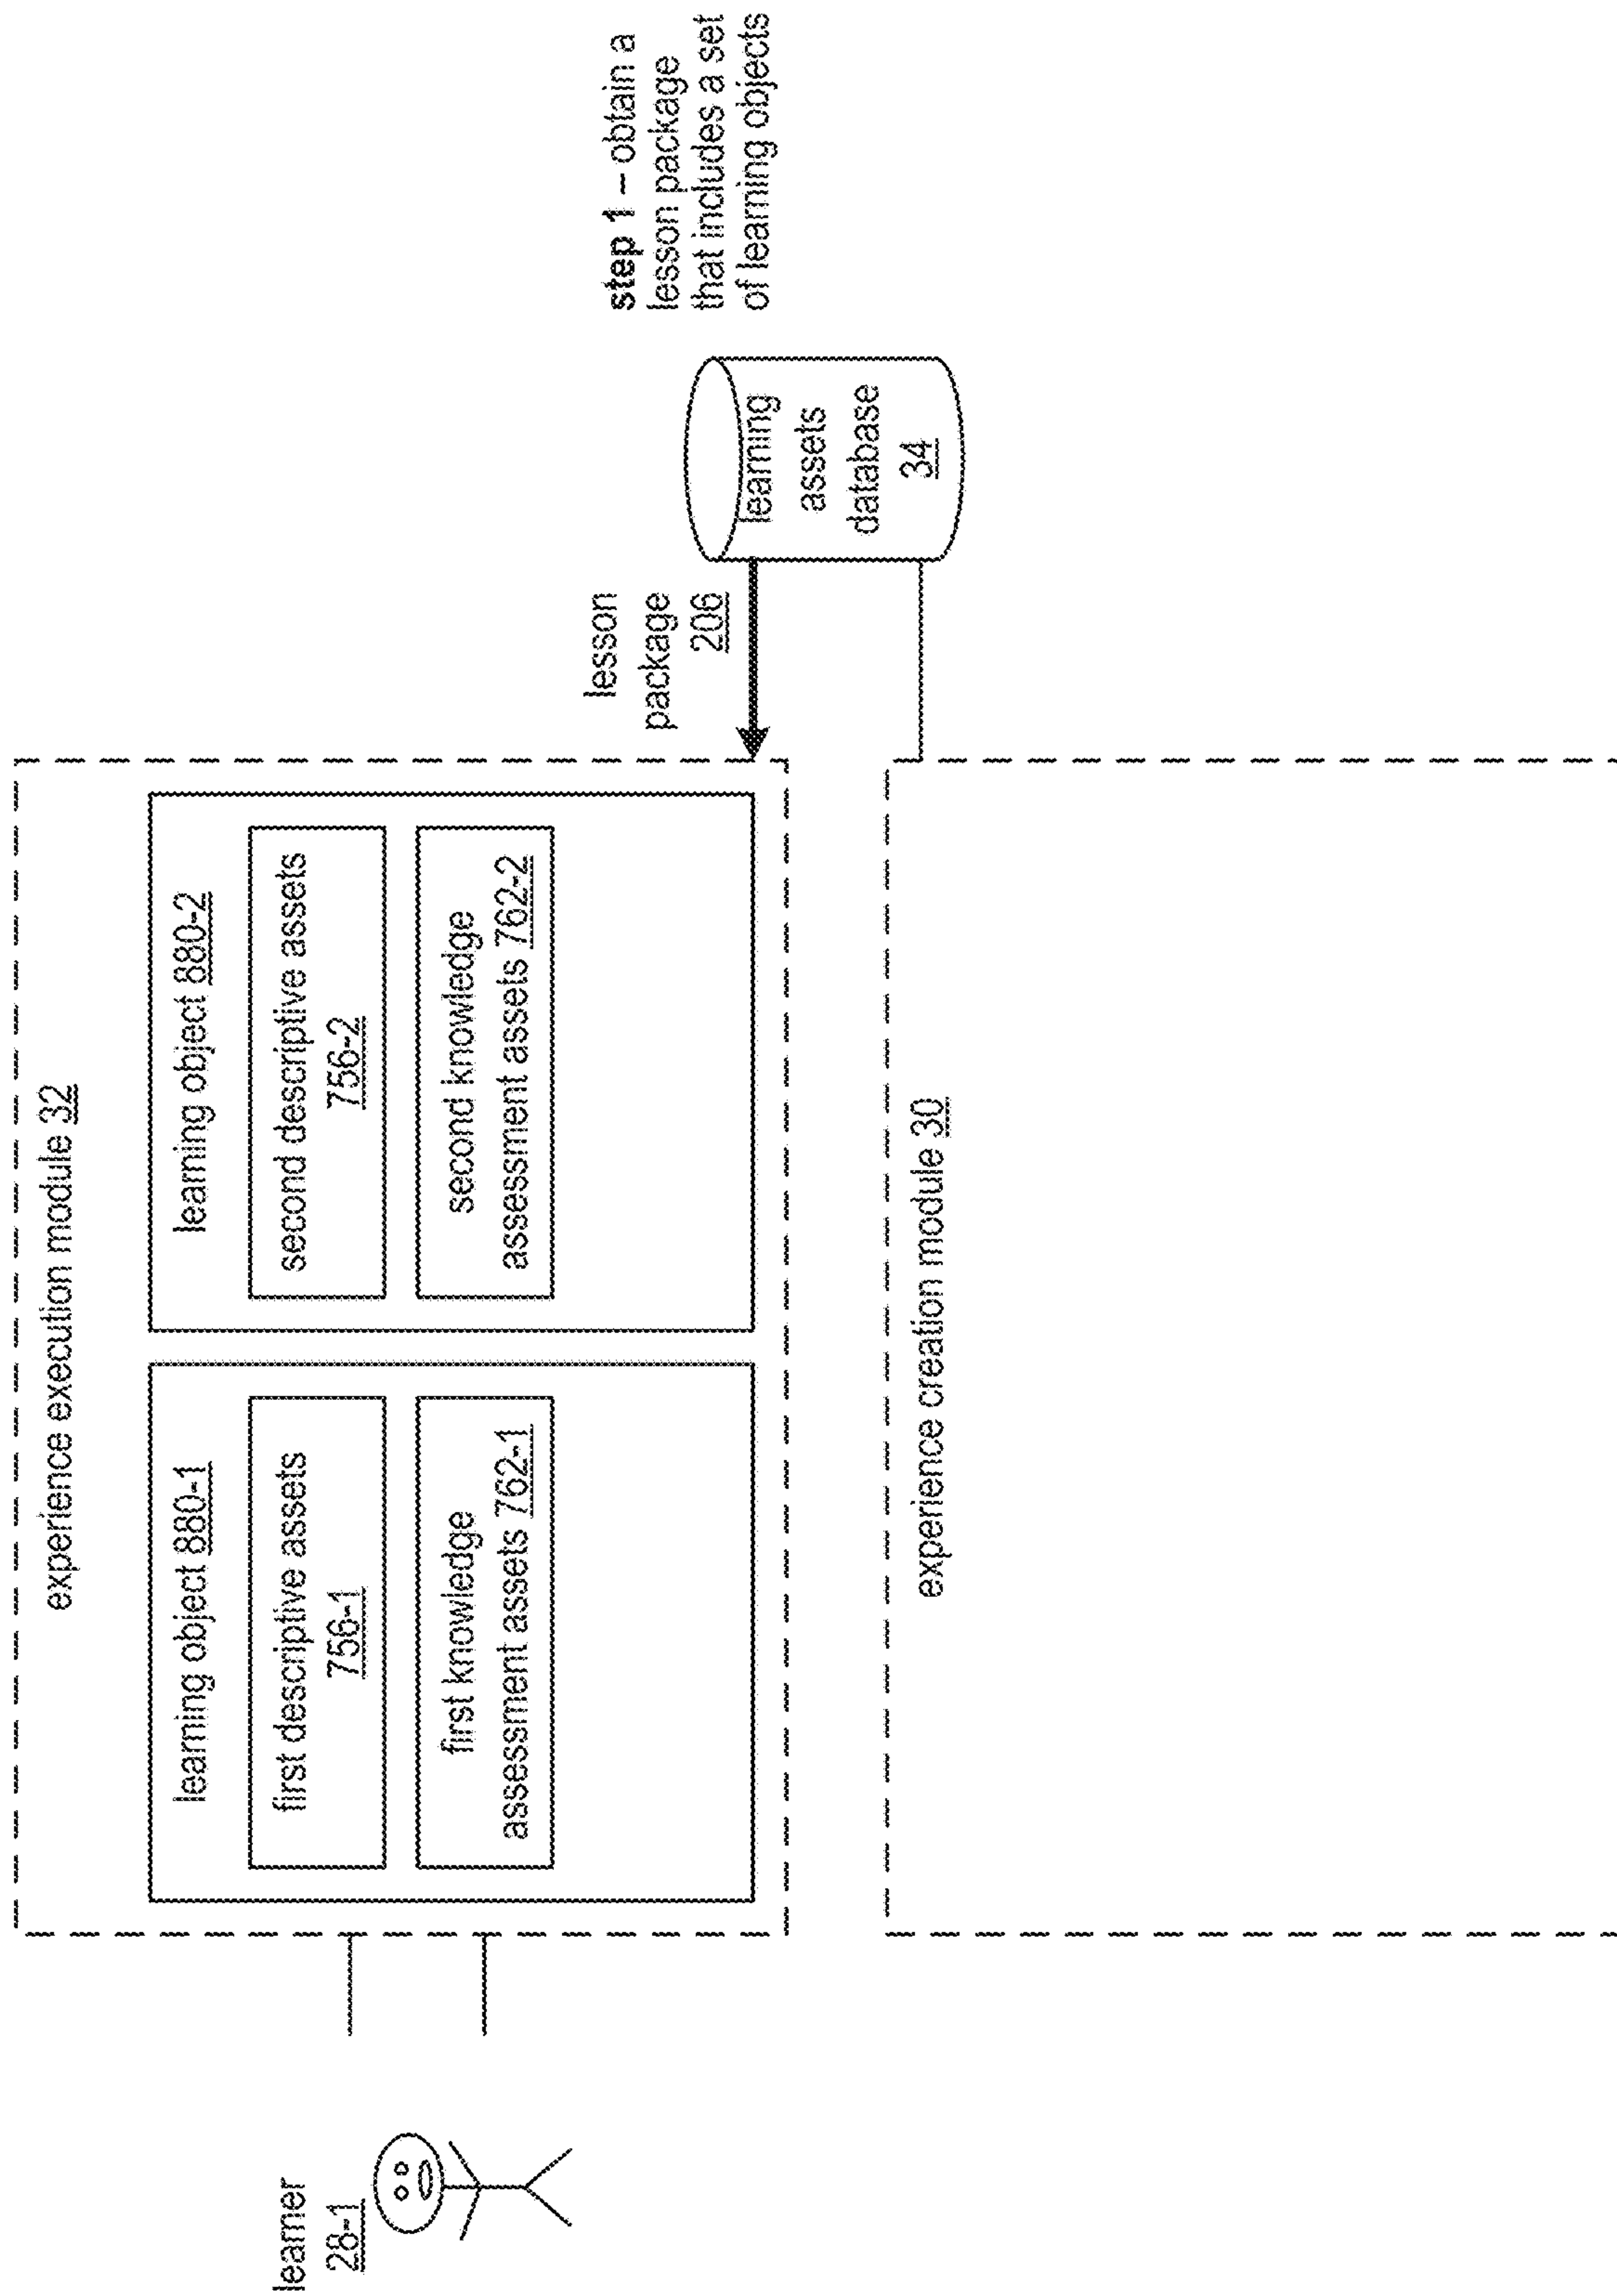 experience execution module 32
learning object 880-1
first descriptive assets
756-1
first knowledge
assessment assets 762-1
learning object 880-2
second descriptive assets
756-2
second knowledge
assessment assets 762-2
learner
28-1
lesson
package
206
step 1 – obtain a
lesson package
that includes a set
of learning objects
learning
assets
database
34
experience creation module 30